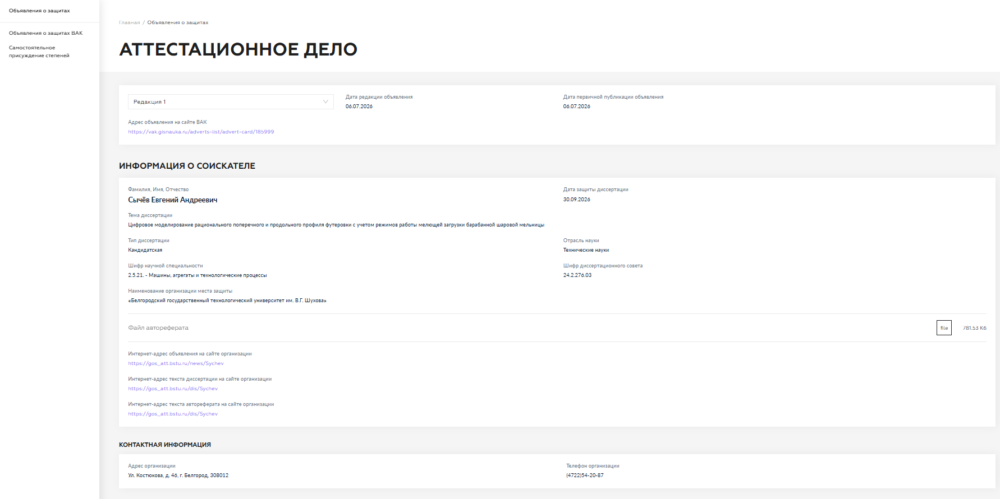 Объявления о защитах
Объявления о защитах ВАК
Самостоятельное
присуждение степеней
Главная / Объявления о защитах
АТТЕСТАЦИОННОЕ ДЕЛО
Редакция 1
Дата редакции объявления
06.07.2026
Дата первичной публикации объявления
06.07.2026
Адрес объявления на сайте ВАК
https://vak.gisnauka.ru/adverts-list/advert-card/185999
ИНФОРМАЦИЯ О СОИСКАТЕЛЕ
Фамилия, Имя, Отчество
Сычёв Евгений Андреевич
Дата защиты диссертации
30.09.2026
Тема диссертации
Цифровое моделирование рационального поперечного и продольного профиля футеровки с учетом режимов работы мелющей загрузки барабанной шаровой мельницы
Тип диссертации
Кандидатская
Отрасль науки
Технические науки
Шифр научной специальности
2.5.21. - Машины, агрегаты и технологические процессы
Шифр диссертационного совета
24.2.276.03
Наименование организации места защиты
«Белгородский государственный технологический университет им. В.Г. Шухова»
Файл автореферата
file
781.53 Кб
Интернет-адрес объявления на сайте организации
https://gos_att.bstu.ru/news/Sychev
Интернет-адрес текста диссертации на сайте организации
https://gos_att.bstu.ru/dis/Sychev
Интернет-адрес текста автореферата на сайте организации
https://gos_att.bstu.ru/dis/Sychev
КОНТАКТНАЯ ИНФОРМАЦИЯ
Адрес организации
Ул. Костюкова, д. 46, г. Белгород, 308012
Телефон организации
(4722)54-20-87